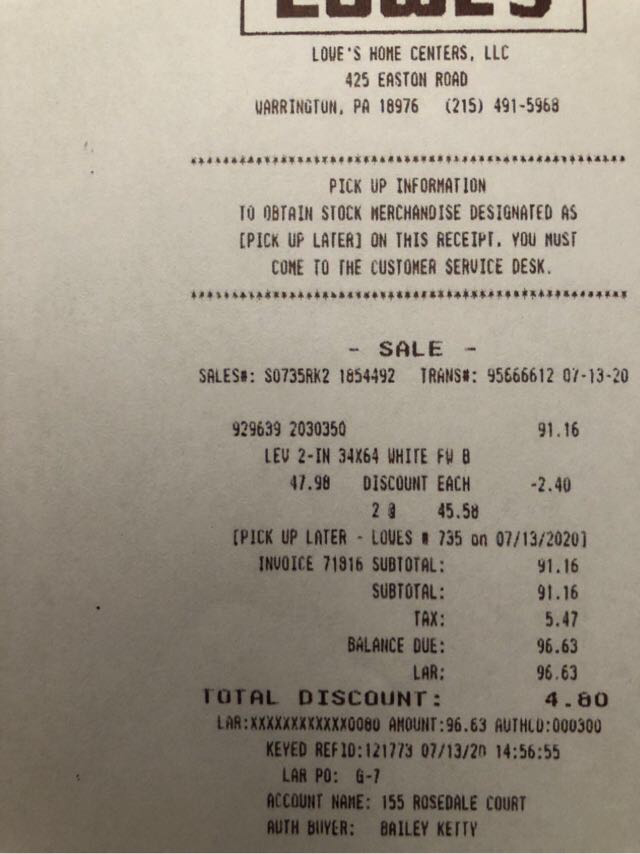 LOWE'S
LOWE'S HOME CENTERS, LLC
425 EASTON ROAD
WARRINGTON, PA 18976 (215) 491-5968
****************************************************
PICK UP INFORMATION
TO OBTAIN STOCK MERCHANDISE DESIGNATED AS
[PICK UP LATER] ON THIS RECEIPT, YOU MUST
COME TO THE CUSTOMER SERVICE DESK.
****************************************************
- SALE -
SALES#: S0735RK2 1854492 TRANS#: 95666612 07-13-20
929639 2030350 91.16
LEV 2-IN 34X64 WHITE FW B
47.98 DISCOUNT EACH -2.40
2 @ 45.58
[PICK UP LATER - LOWES # 735 on 07/13/2020]
INVOICE 71816 SUBTOTAL: 91.16
SUBTOTAL: 91.16
TAX: 5.47
BALANCE DUE: 96.63
LAR: 96.63
TOTAL DISCOUNT: 4.80
LAR:XXXXXXXXXXXX0080 AMOUNT:96.63 AUTHCD:000300
KEYED REFID:121773 07/13/20 14:56:55
LAR PO: G-7
ACCOUNT NAME: 155 ROSEDALE COURT
AUTH BUYER: BAILEY KETTY